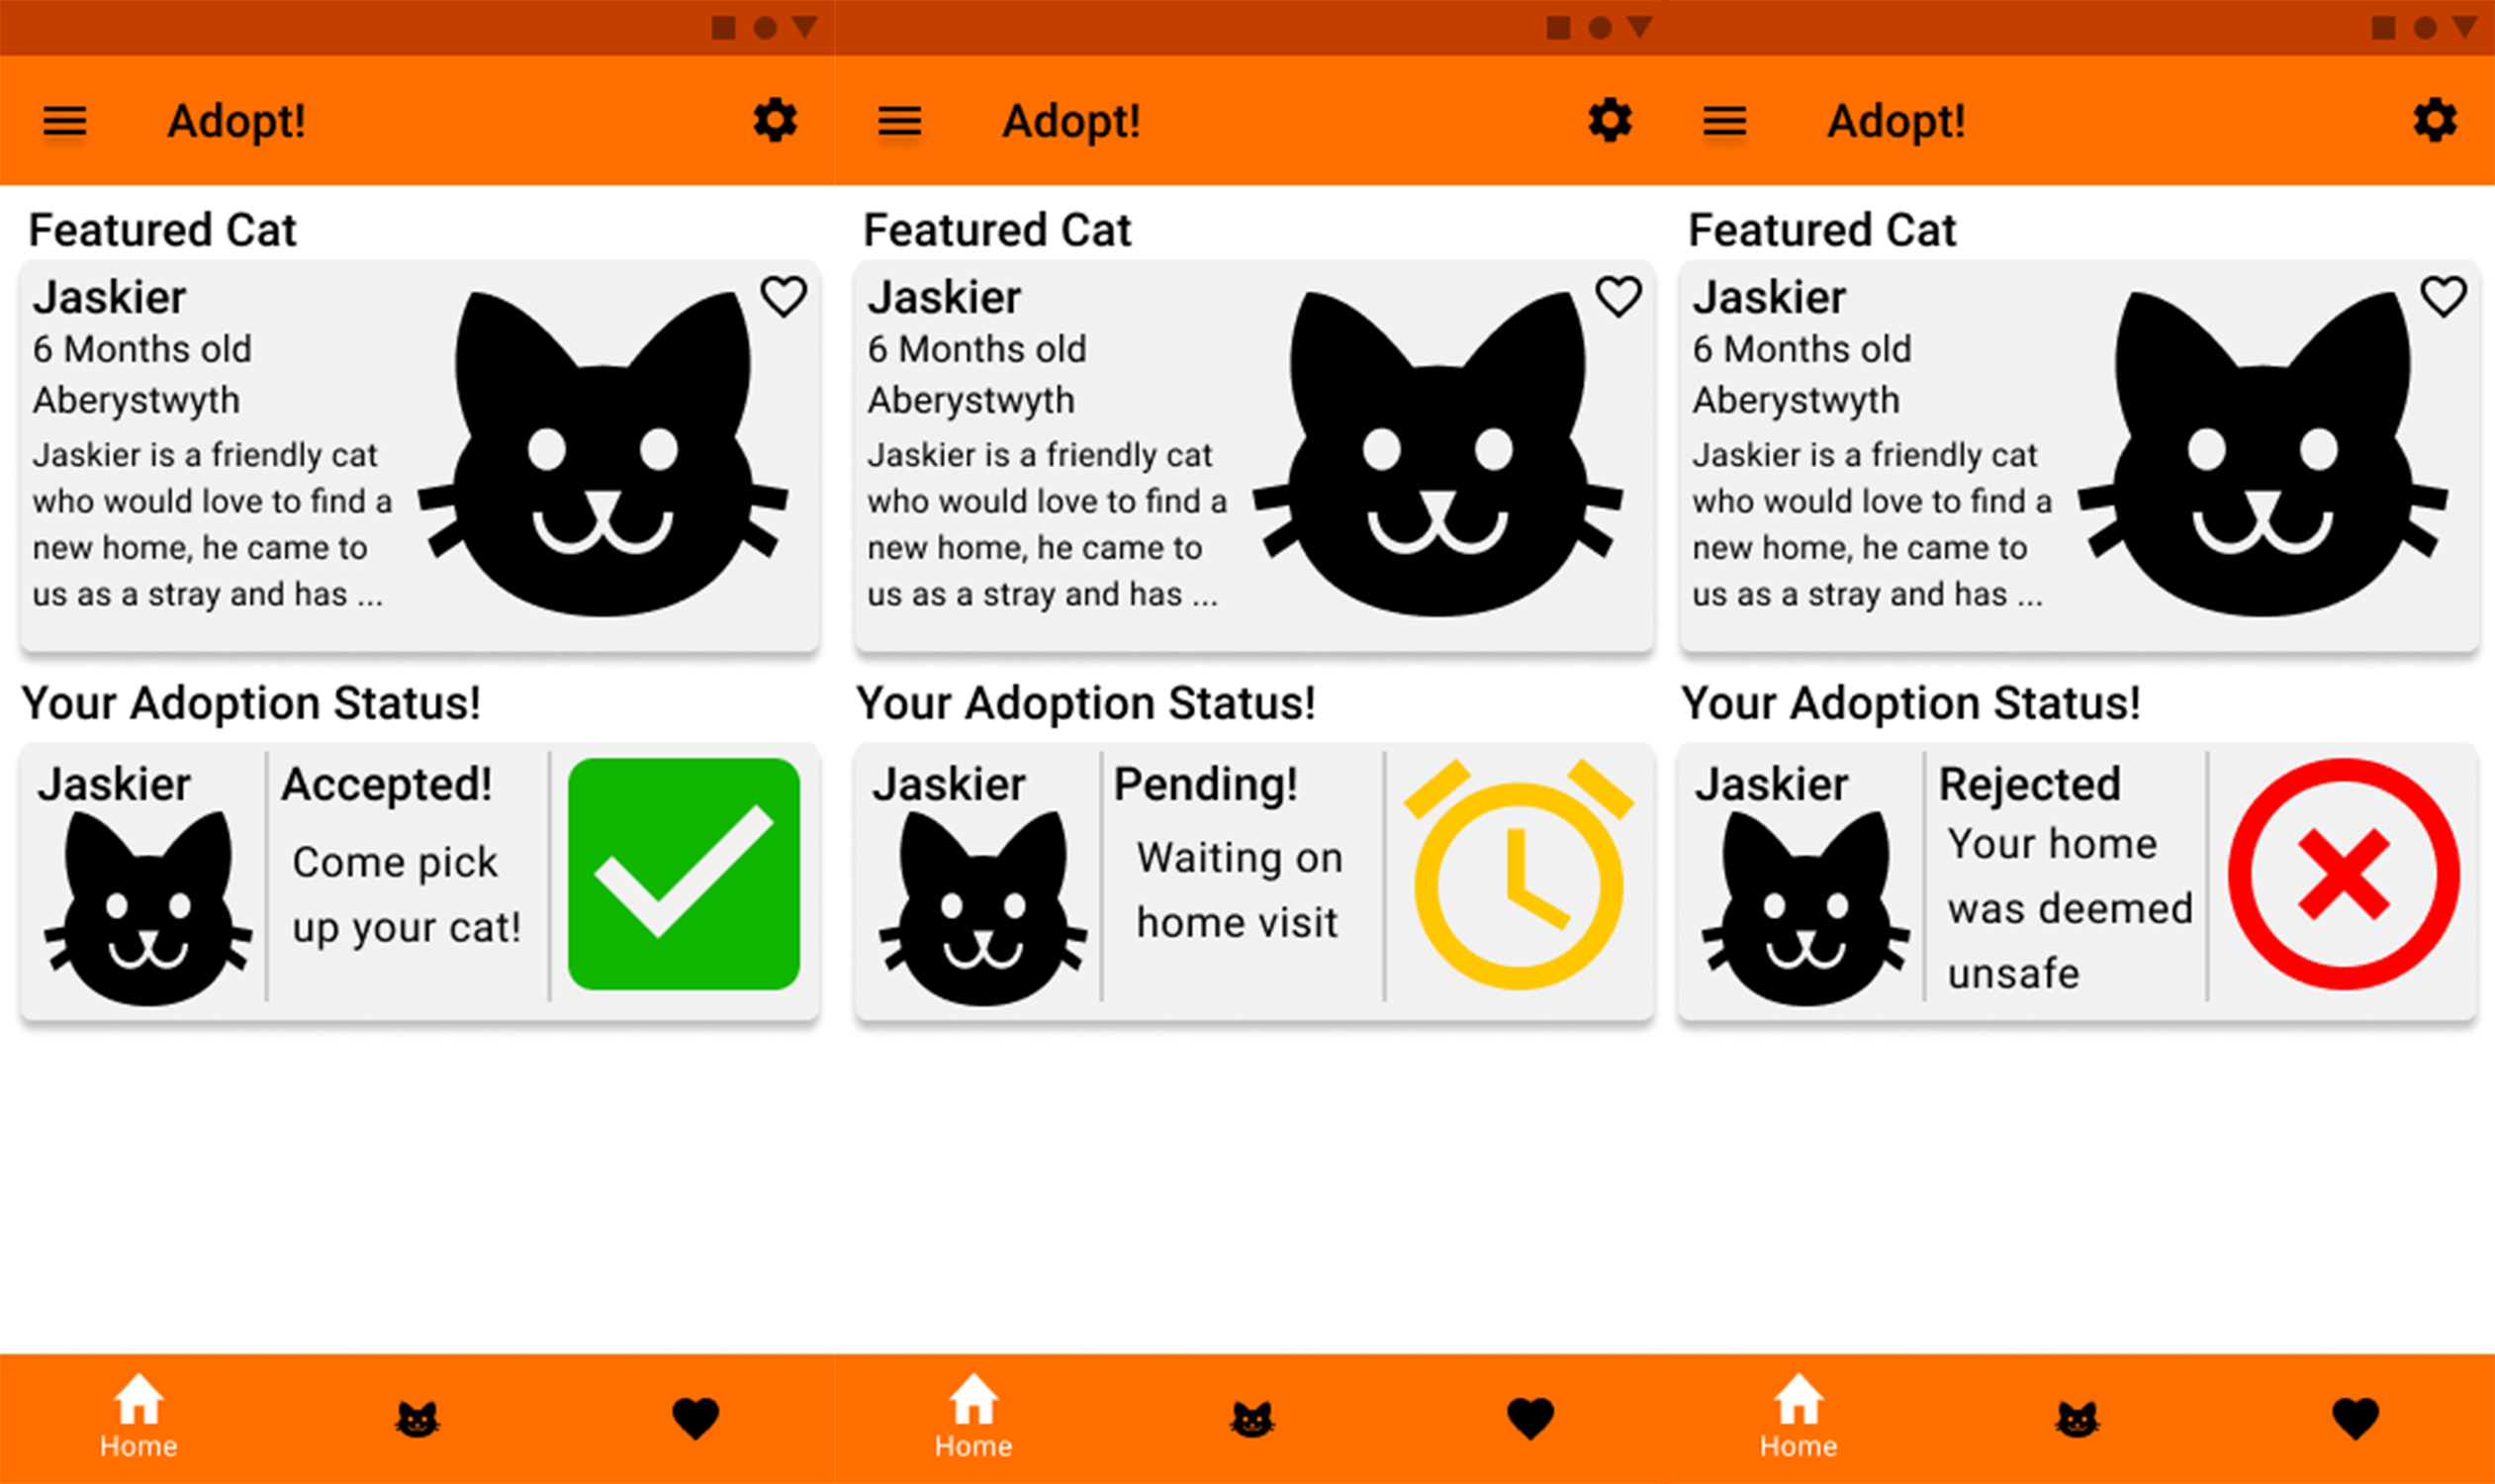 Adopt!
Featured Cat
Jaskier
6 Months old
Aberystwyth
Jaskier is a friendly cat
who would love to find a
new home, he came to
us as a stray and has ...
Your Adoption Status!
Jaskier
Accepted!
Come pick
up your cat!
Home
Adopt!
Featured Cat
Jaskier
6 Months old
Aberystwyth
Jaskier is a friendly cat
who would love to find a
new home, he came to
us as a stray and has ...
Your Adoption Status!
Jaskier
Pending!
Waiting on
home visit
Home
Adopt!
Featured Cat
Jaskier
6 Months old
Aberystwyth
Jaskier is a friendly cat
who would love to find a
new home, he came to
us as a stray and has ...
Your Adoption Status!
Jaskier
Rejected
Your home
was deemed
unsafe
Home